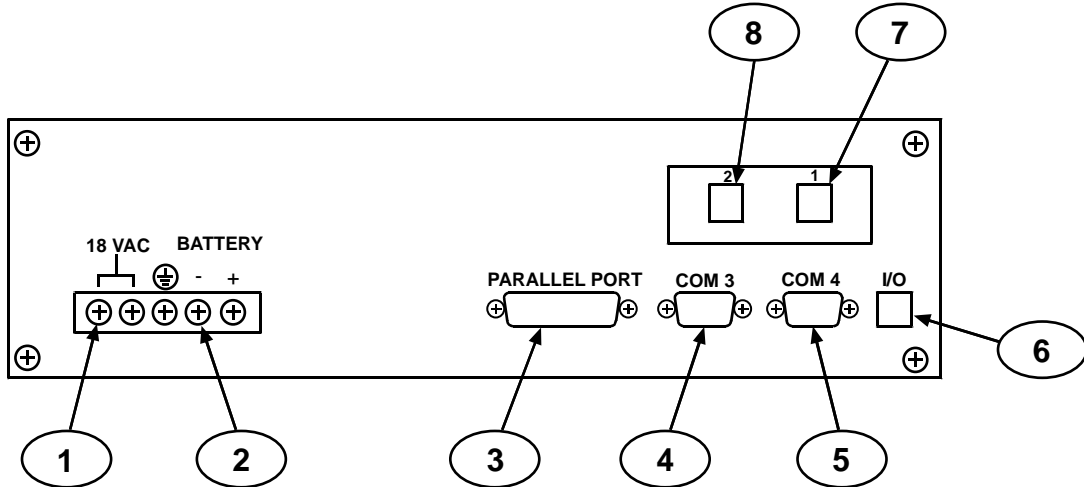 8 7
2 1
18 VAC BATTERY
- +
PARALLEL PORT COM 3 COM 4 I/O
6
1 2 3 4 5